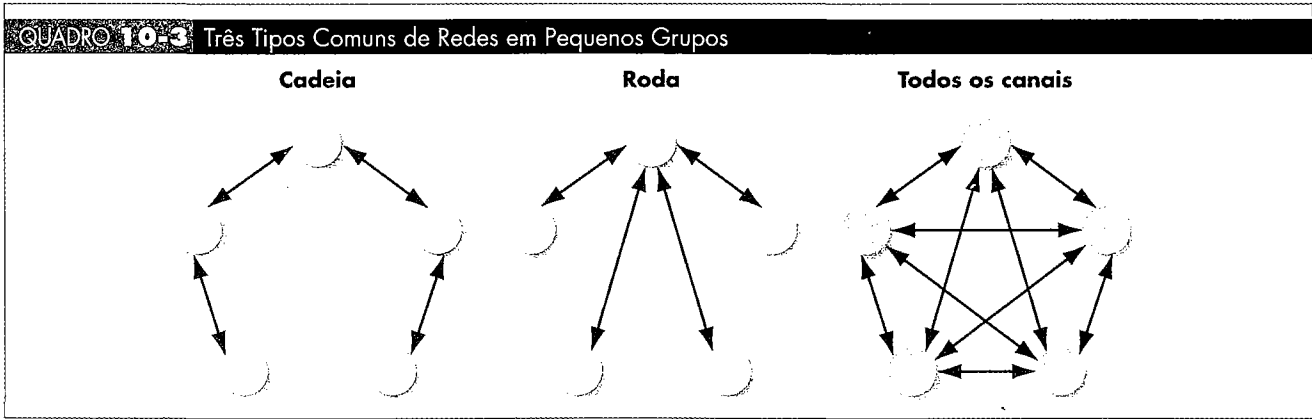 QUADRO 10-3 Três Tipos Comuns de Redes em Pequenos Grupos
Cadeia Roda Todos os canais